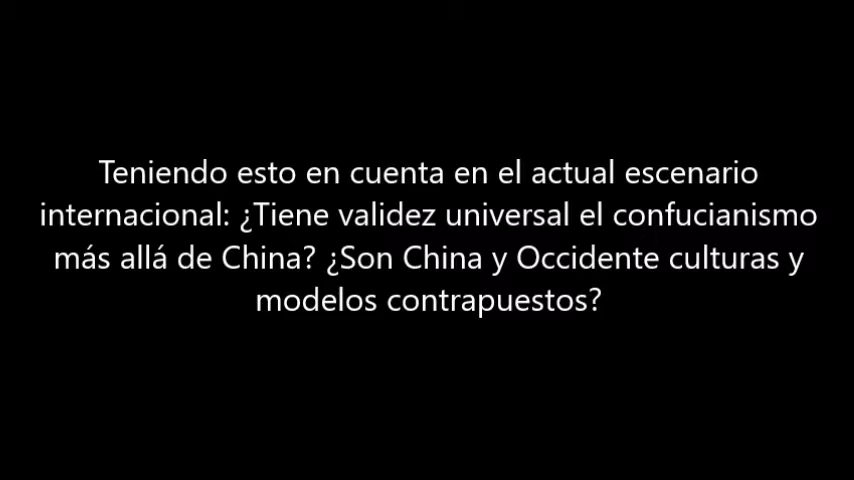 Teniendo esto en cuenta en el actual escenario
internacional: ¿Tiene validez universal el confucianismo
más allá de China? ¿Son China y Occidente culturas y
modelos contrapuestos?